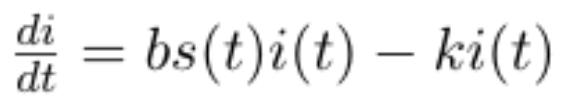 di/dt = bs(t)i(t) − ki(t)